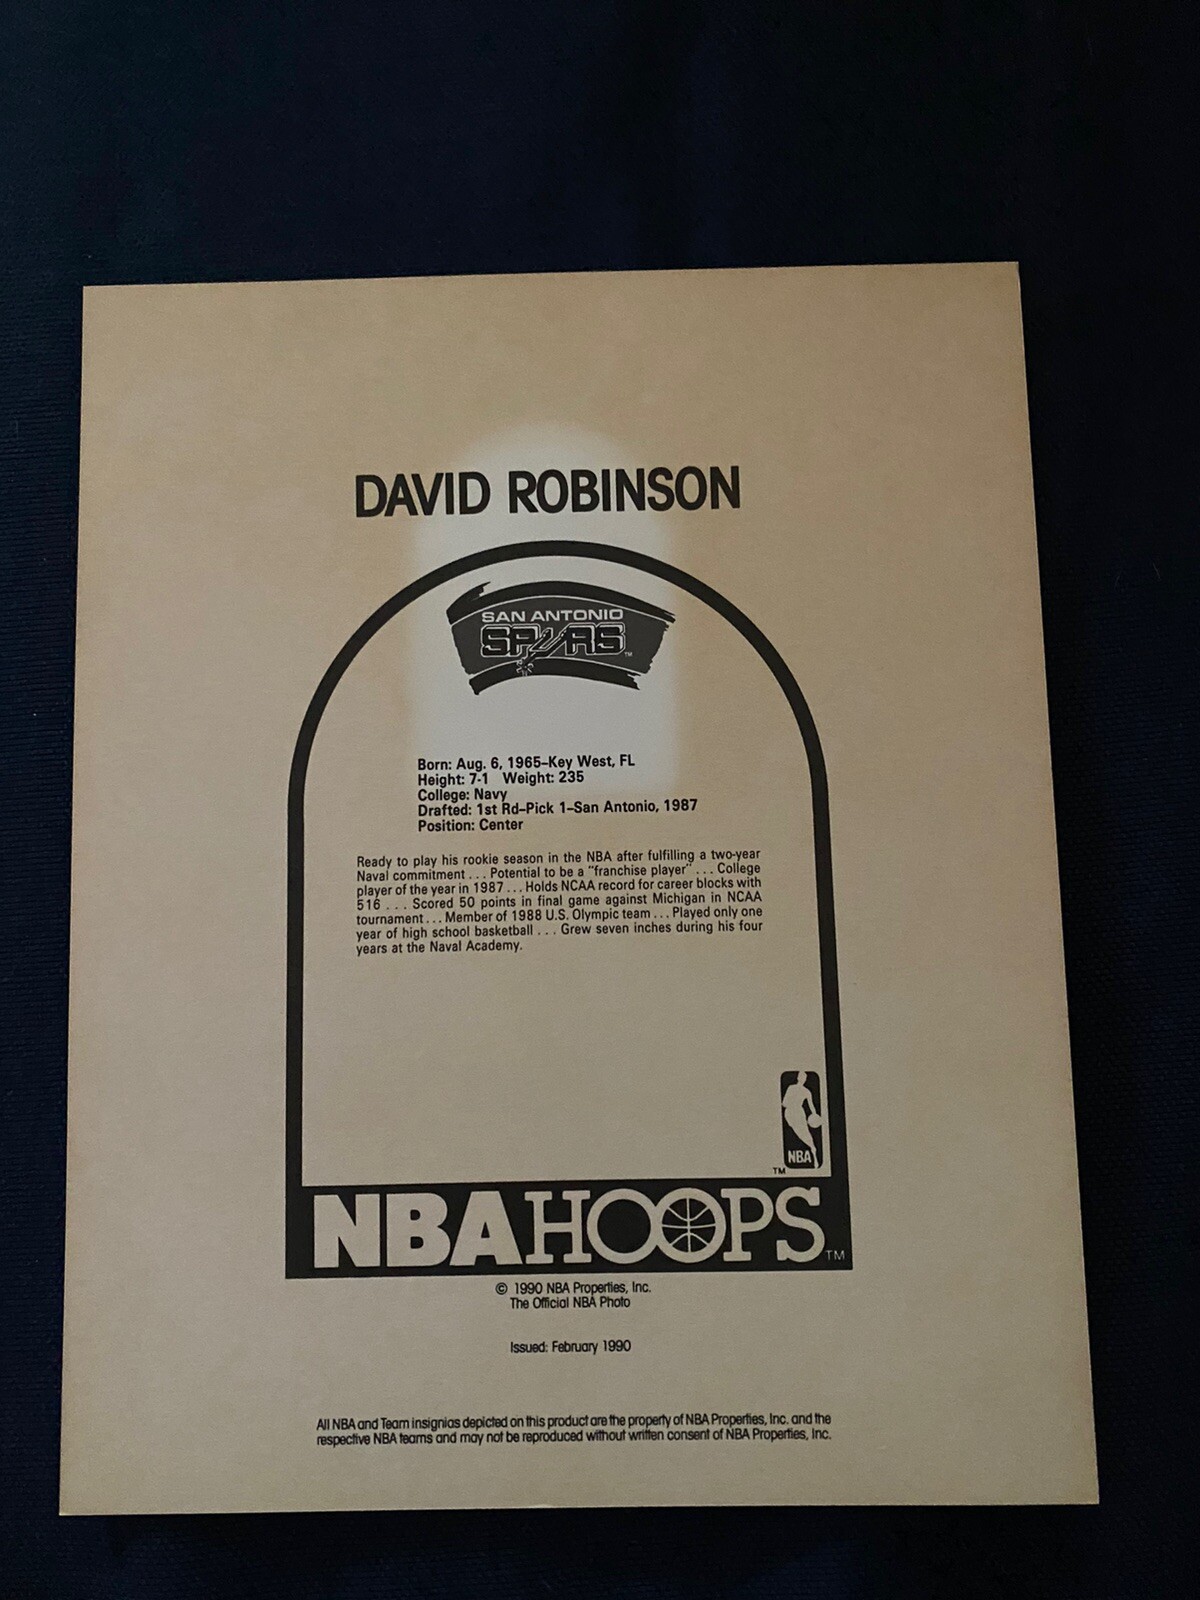 DAVID ROBINSON
SAN ANTONIO
SPURS
TM
Born: Aug. 6, 1965–Key West, FL
Height: 7-1 Weight: 235
College: Navy
Drafted: 1st Rd–Pick 1–San Antonio, 1987
Position: Center
Ready to play his rookie season in the NBA after fulfilling a two-year
Naval commitment . . . Potential to be a "franchise player" . . . College
player of the year in 1987 . . . Holds NCAA record for career blocks with
516 . . . Scored 50 points in final game against Michigan in NCAA
tournament . . . Member of 1988 U.S. Olympic team . . . Played only one
year of high school basketball . . . Grew seven inches during his four
years at the Naval Academy.
NBA
TM
NBA HOOPS TM
© 1990 NBA Properties, Inc.
The Official NBA Photo
Issued: February 1990
All NBA and Team insignias depicted on this product are the property of NBA Properties, Inc. and the
respective NBA teams and may not be reproduced without written consent of NBA Properties, Inc.